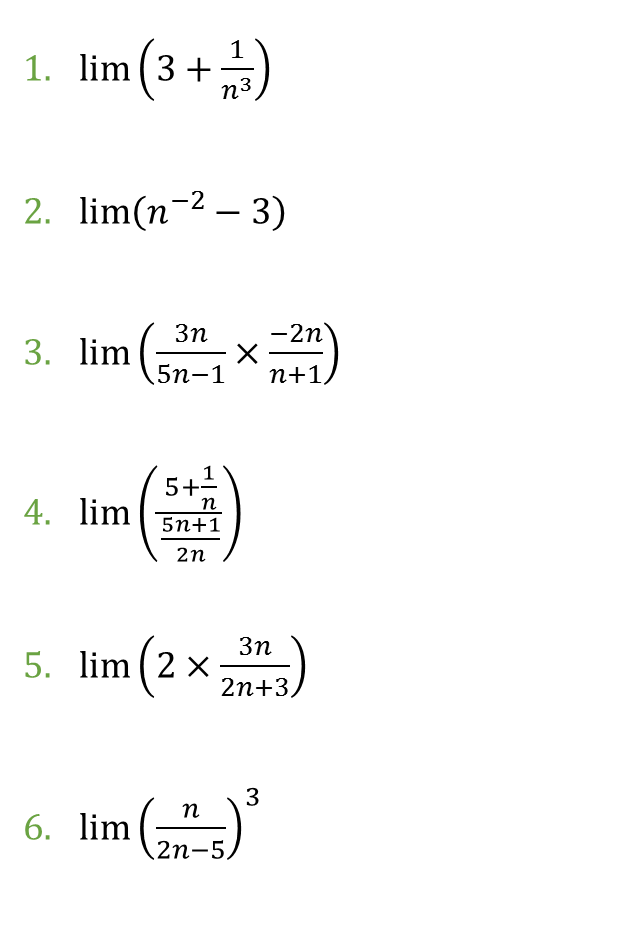 1. lim(3 + 1/n³)
2. lim(n⁻² − 3)
3. lim(3n/(5n−1) × −2n/(n+1))
4. lim((5+1/n)/((5n+1)/2n))
5. lim(2 × 3n/(2n+3))
6. lim(n/(2n−5))³